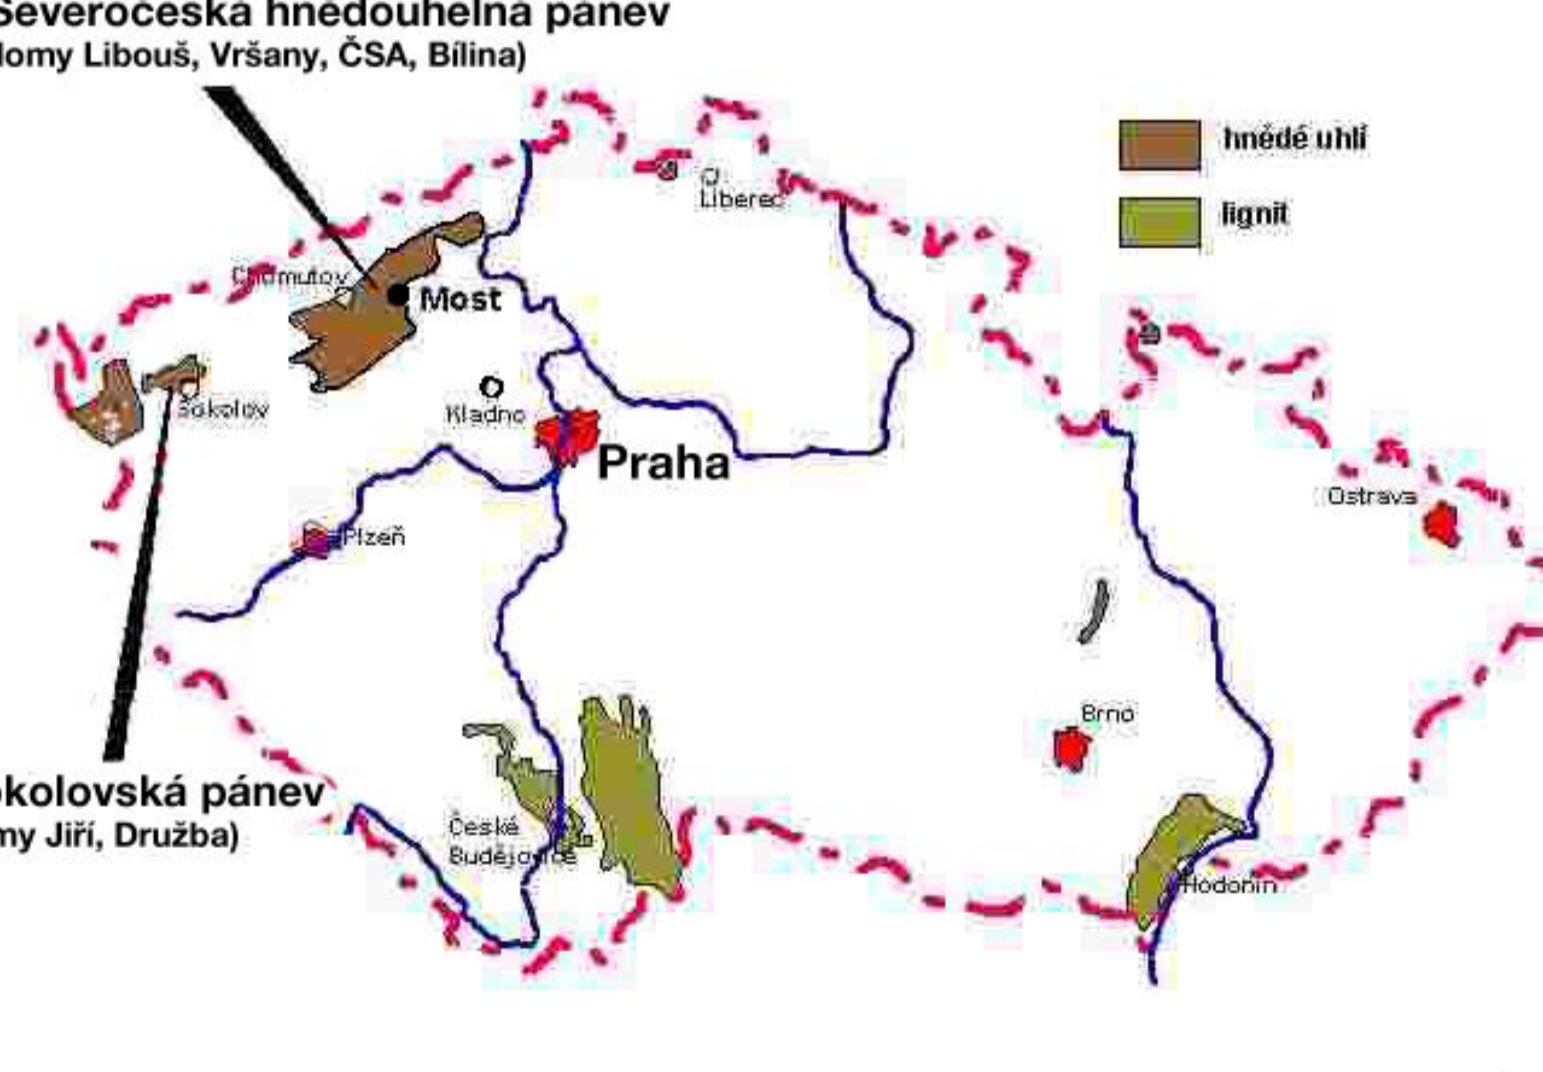 Severočeská hnědouhelná pánev
lomy Libouš, Vršany, ČSA, Bílina)
hnědé uhlí
Liberec
lignit
Chomutov
Most
Sokolov
Kladno
Praha
Ostrava
Plzeň
Brno
okolovská pánev
my Jiří, Družba)
České
Budějovice
Hodonín